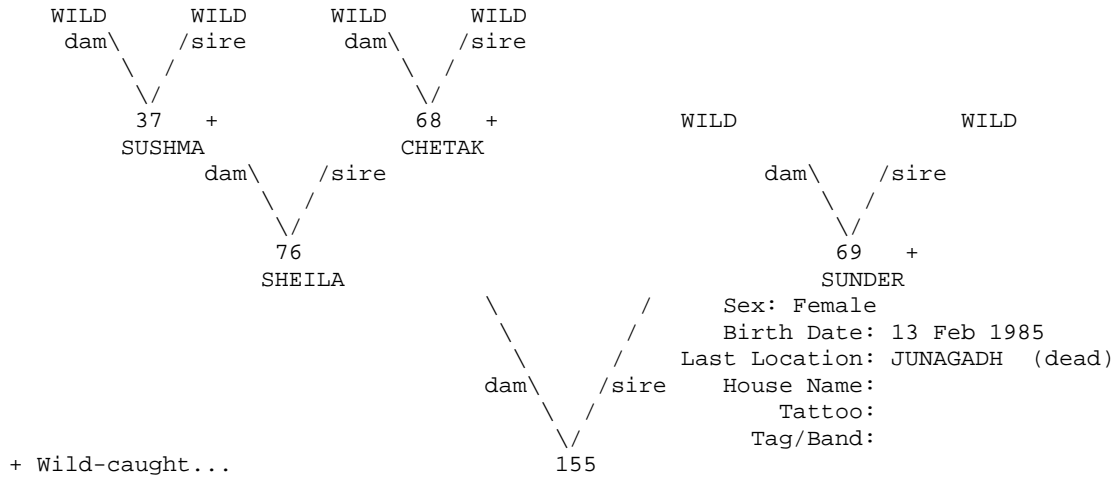 WILD WILD WILD WILD
dam\ /sire dam\ /sire
\ / \ /
\/ \/
37 + 68 + WILD WILD
SUSHMA CHETAK
dam\ /sire dam\ /sire
\ / \ /
\/ \/
76 69 +
SHEILA SUNDER
\ / Sex: Female
\ / Birth Date: 13 Feb 1985
\ / Last Location: JUNAGADH (dead)
dam\ /sire House Name:
\ / Tattoo:
\/ Tag/Band:
+ Wild-caught... 155